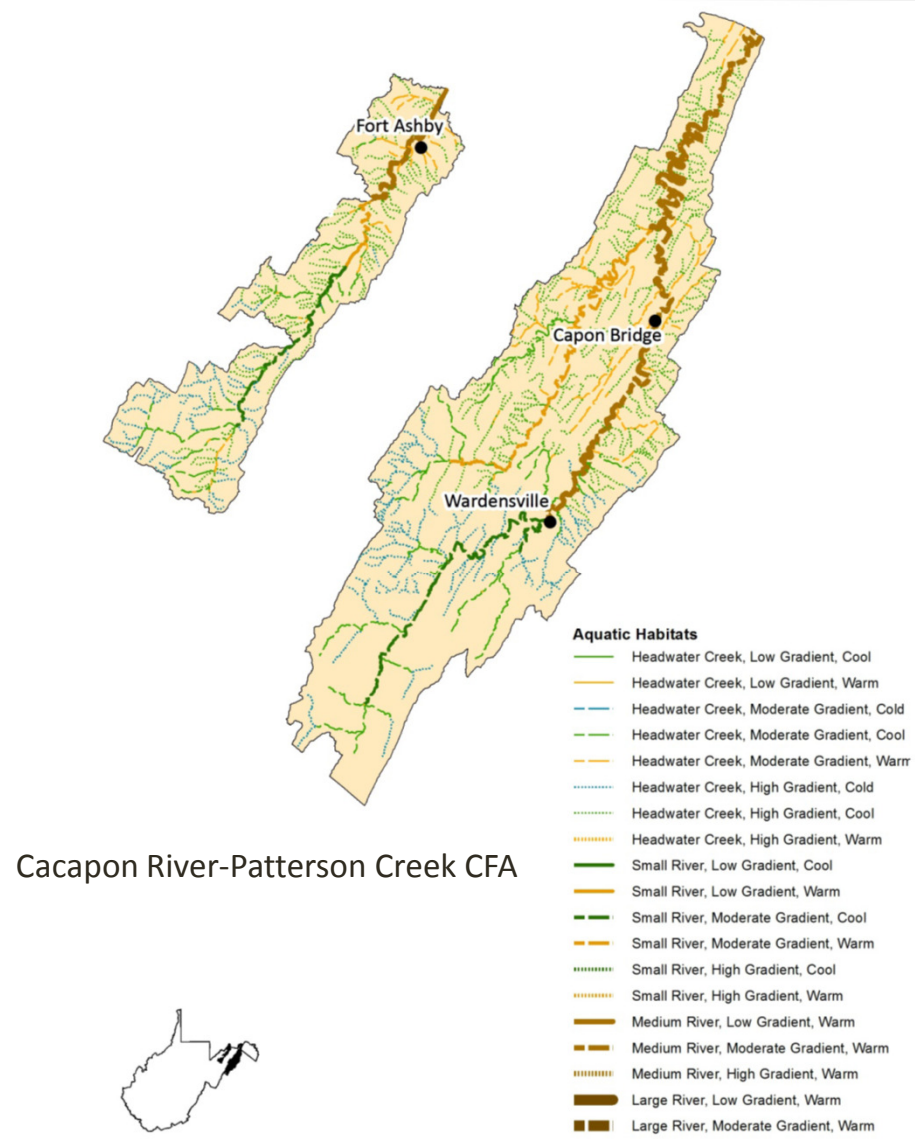 Fort Ashby
Capon Bridge
Wardensville
Aquatic Habitats
Headwater Creek, Low Gradient, Cool
Headwater Creek, Low Gradient, Warm
Headwater Creek, Moderate Gradient, Cold
Headwater Creek, Moderate Gradient, Cool
Headwater Creek, Moderate Gradient, Warm
Headwater Creek, High Gradient, Cold
Headwater Creek, High Gradient, Cool
Headwater Creek, High Gradient, Warm
Small River, Low Gradient, Cool
Small River, Low Gradient, Warm
Small River, Moderate Gradient, Cool
Small River, Moderate Gradient, Warm
Small River, High Gradient, Cool
Small River, High Gradient, Warm
Medium River, Low Gradient, Warm
Medium River, Moderate Gradient, Warm
Medium River, High Gradient, Warm
Large River, Low Gradient, Warm
Large River, Moderate Gradient, Warm
Cacapon River-Patterson Creek CFA